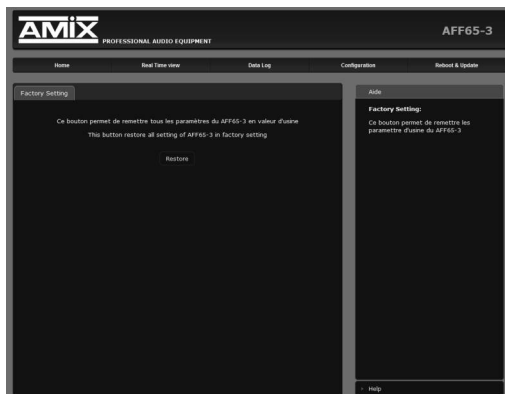 AMIX
PROFESSIONAL AUDIO EQUIPMENT
AFF65-3
Home
Real Time view
Data Log
Configuration
Reboot & Update
Factory Setting
Ce bouton permet de remettre tous les paramètres du AFF65-3 en valeur d'usine
This button restore all setting of AFF65-3 in factory setting
Restore
Aide
Factory Setting:
Ce bouton permet de remettre les
paramettre d'usine du AFF65-3
Help